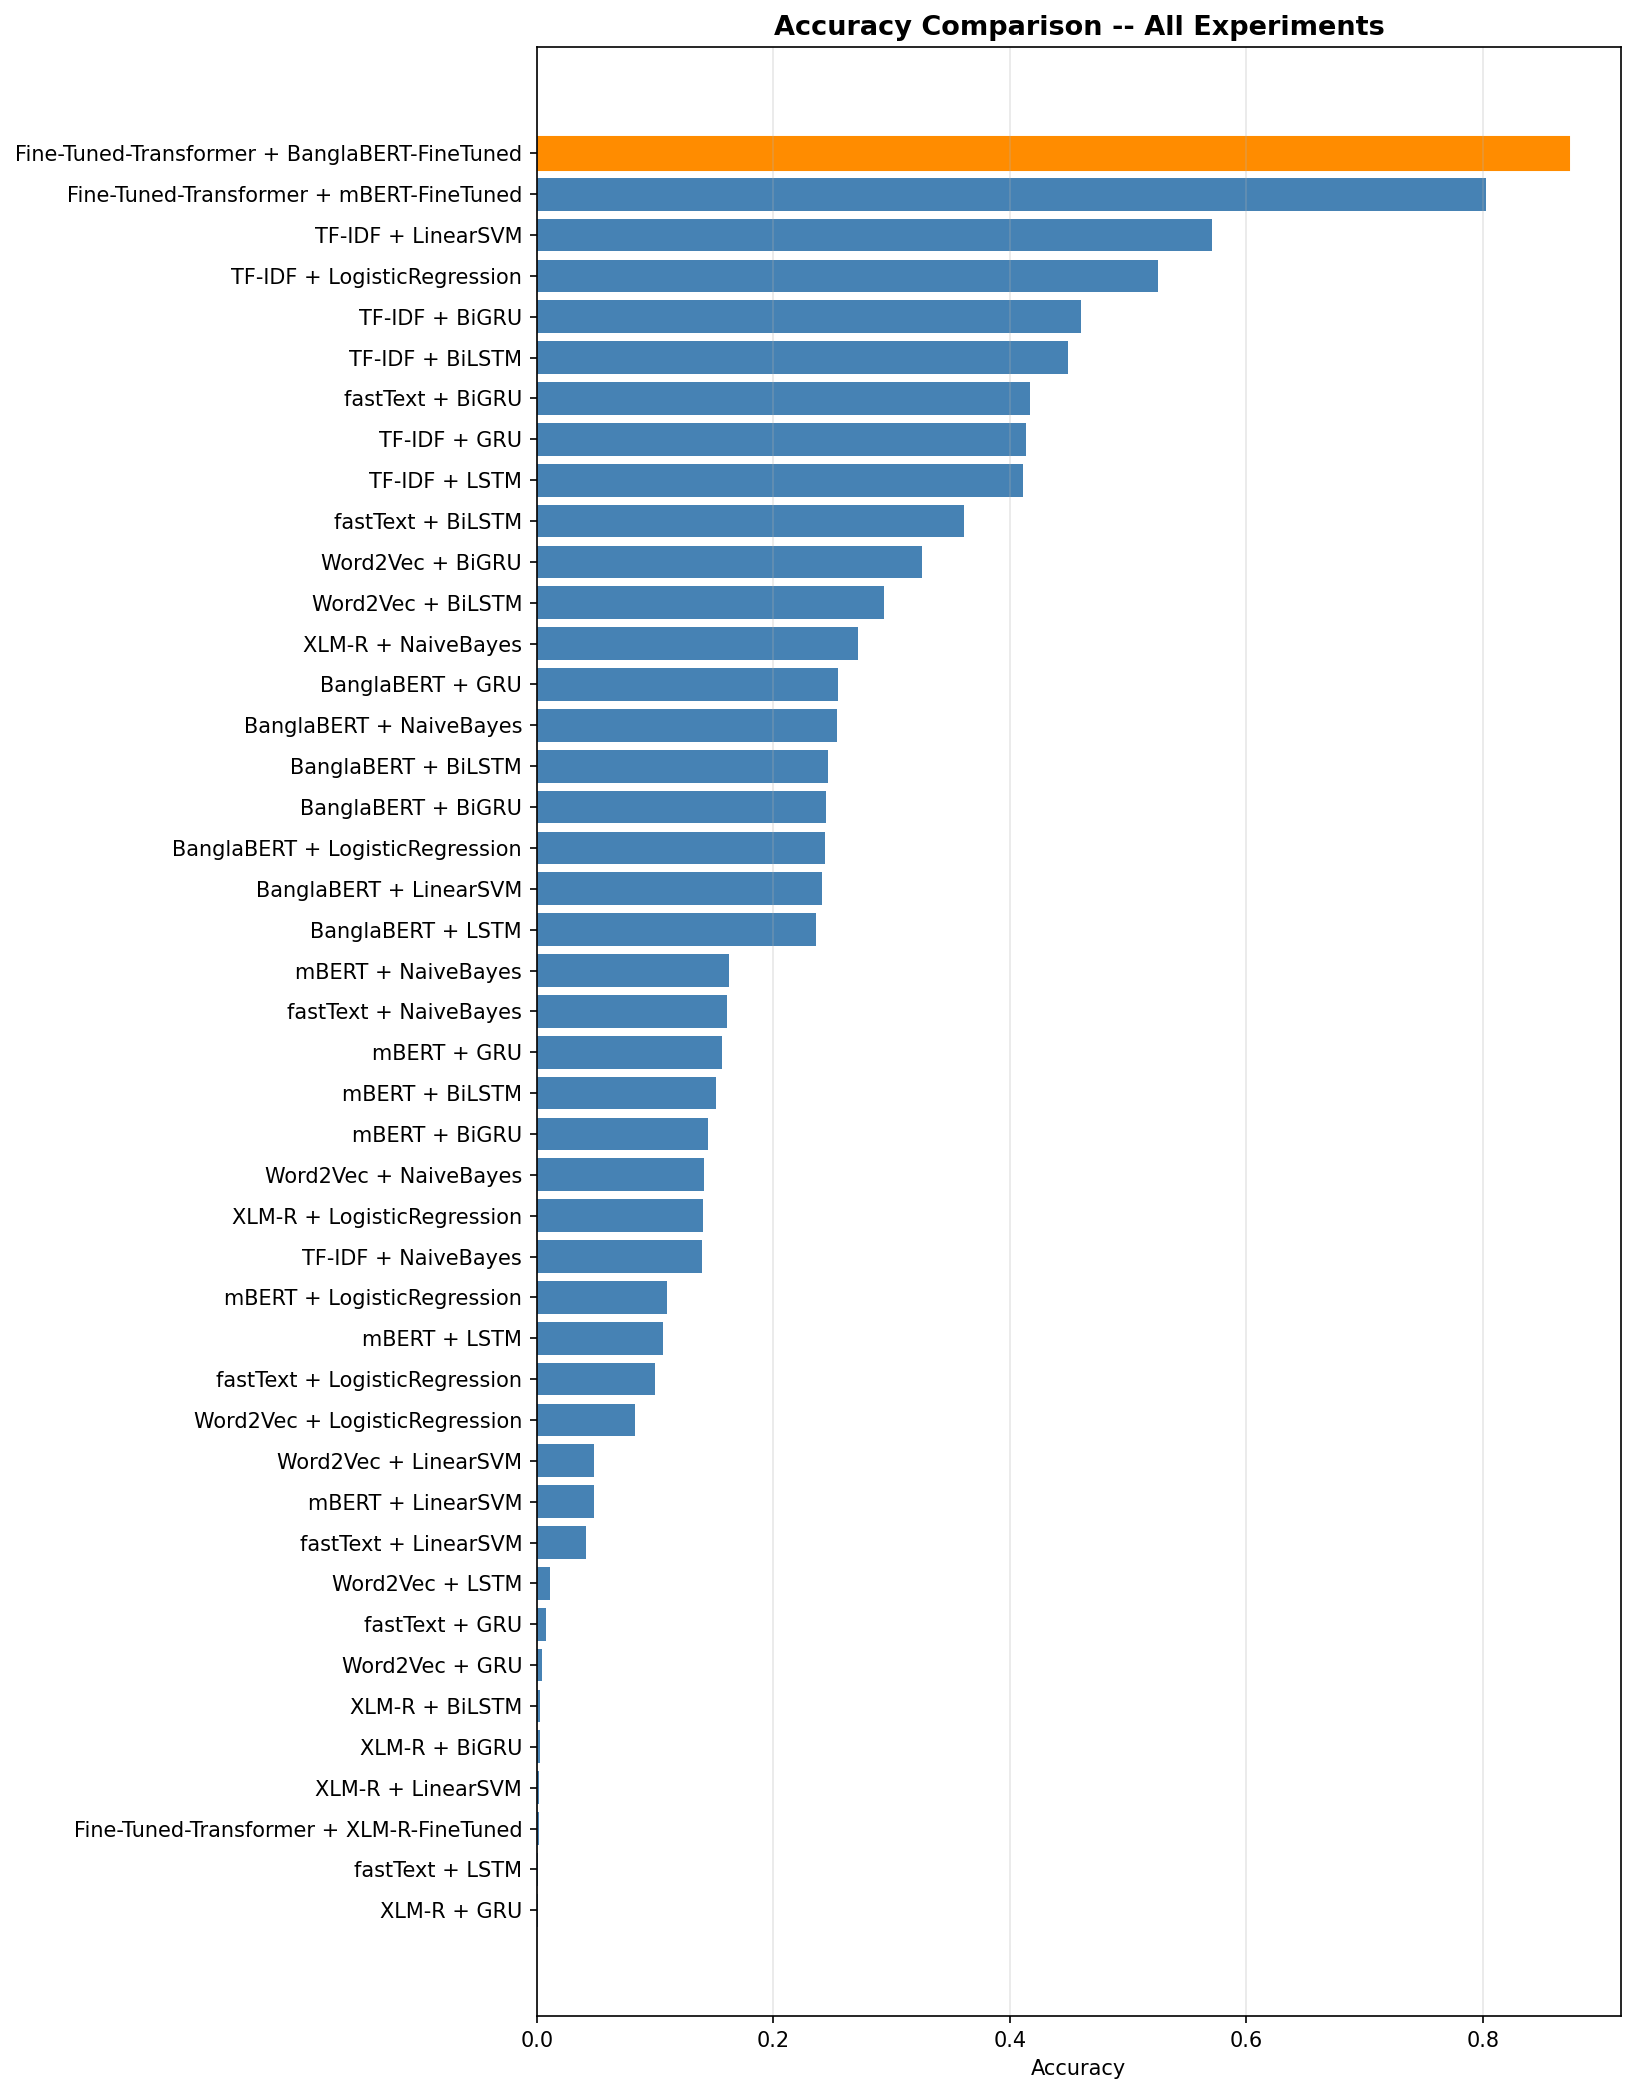 Accuracy Comparison -- All Experiments
Fine-Tuned-Transformer + BanglaBERT-FineTuned
Fine-Tuned-Transformer + mBERT-FineTuned
TF-IDF + LinearSVM
TF-IDF + LogisticRegression
TF-IDF + BiGRU
TF-IDF + BiLSTM
fastText + BiGRU
TF-IDF + GRU
TF-IDF + LSTM
fastText + BiLSTM
Word2Vec + BiGRU
Word2Vec + BiLSTM
XLM-R + NaiveBayes
BanglaBERT + GRU
BanglaBERT + NaiveBayes
BanglaBERT + BiLSTM
BanglaBERT + BiGRU
BanglaBERT + LogisticRegression
BanglaBERT + LinearSVM
BanglaBERT + LSTM
mBERT + NaiveBayes
fastText + NaiveBayes
mBERT + GRU
mBERT + BiLSTM
mBERT + BiGRU
Word2Vec + NaiveBayes
XLM-R + LogisticRegression
TF-IDF + NaiveBayes
mBERT + LogisticRegression
mBERT + LSTM
fastText + LogisticRegression
Word2Vec + LogisticRegression
Word2Vec + LinearSVM
mBERT + LinearSVM
fastText + LinearSVM
Word2Vec + LSTM
fastText + GRU
Word2Vec + GRU
XLM-R + BiLSTM
XLM-R + BiGRU
XLM-R + LinearSVM
Fine-Tuned-Transformer + XLM-R-FineTuned
fastText + LSTM
XLM-R + GRU
0.0 0.2 0.4 0.6 0.8
Accuracy